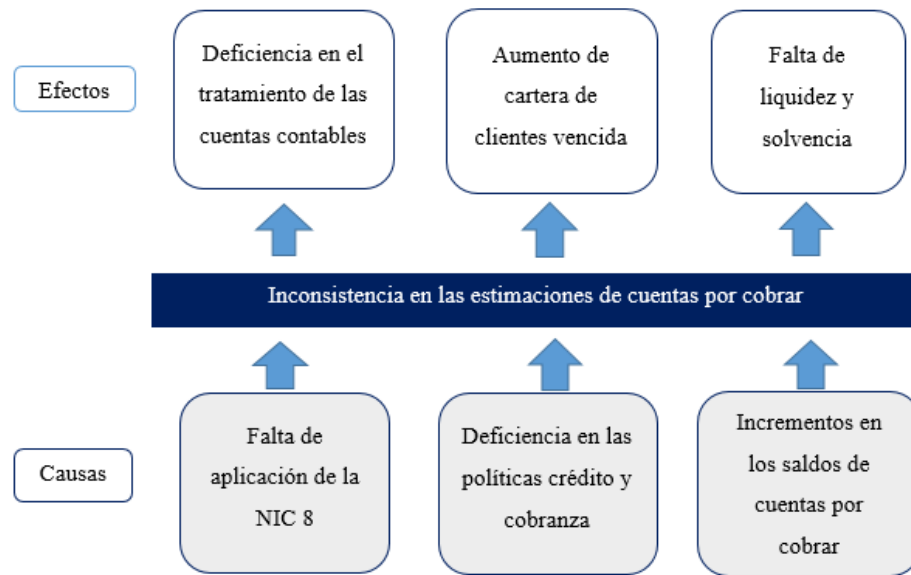 Efectos
Deficiencia en el
tratamiento de las
cuentas contables
Aumento de
cartera de
clientes vencida
Falta de
liquidez y
solvencia
Inconsistencia en las estimaciones de cuentas por cobrar
Causas
Falta de
aplicación de la
NIC 8
Deficiencia en las
políticas crédito y
cobranza
Incrementos en
los saldos de
cuentas por
cobrar